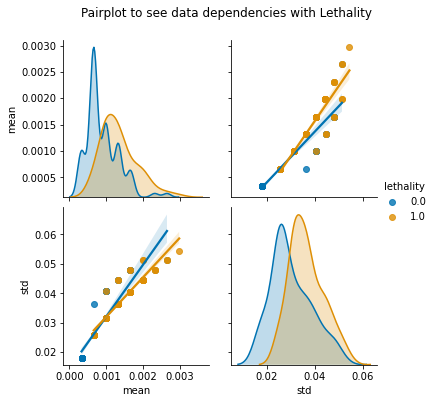 Pairplot to see data dependencies with Lethality
0.0030
0.0025
0.0020
0.0015
0.0010
0.0005
mean
lethality
0.0
1.0
0.06
0.05
0.04
0.03
0.02
std
0.000 0.001 0.002 0.003
mean
0.02 0.04 0.06
std